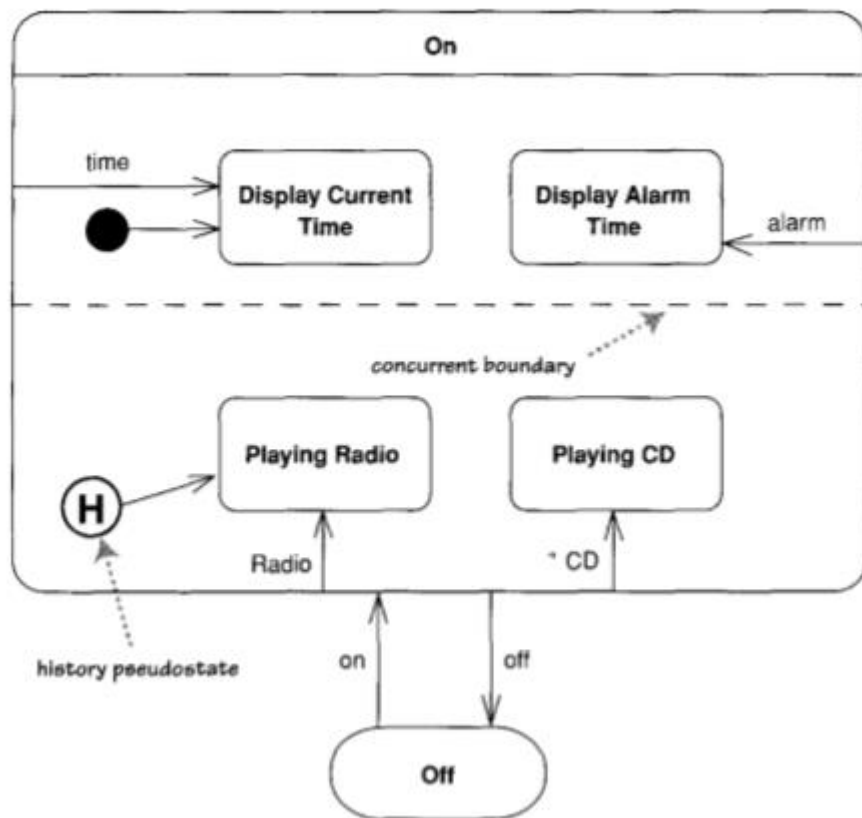 On
time
Display Current
Time
Display Alarm
Time
alarm
concurrent boundary
Playing Radio
Playing CD
H
Radio
CD
history pseudostate
on
off
Off